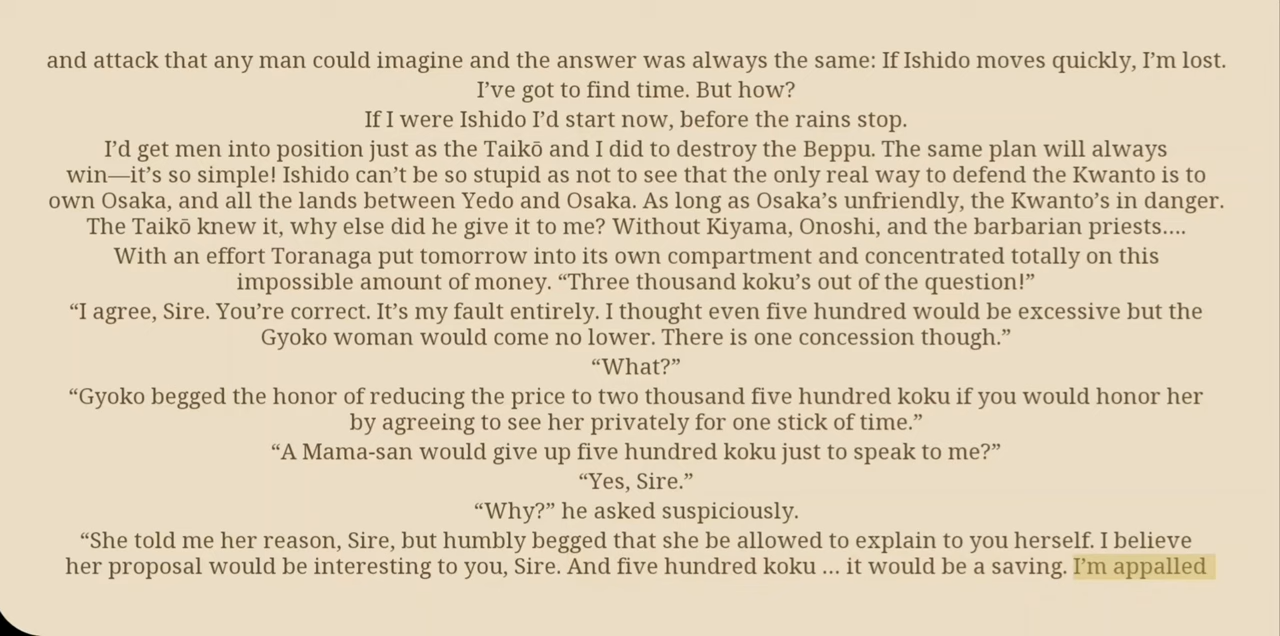 and attack that any man could imagine and the answer was always the same: If Ishido moves quickly, I’m lost.
I’ve got to find time. But how?
If I were Ishido I’d start now, before the rains stop.
I’d get men into position just as the Taikō and I did to destroy the Beppu. The same plan will always
win—it’s so simple! Ishido can’t be so stupid as not to see that the only real way to defend the Kwanto is to
own Osaka, and all the lands between Yedo and Osaka. As long as Osaka’s unfriendly, the Kwanto’s in danger.
The Taikō knew it, why else did he give it to me? Without Kiyama, Onoshi, and the barbarian priests....
With an effort Toranaga put tomorrow into its own compartment and concentrated totally on this
impossible amount of money. “Three thousand koku’s out of the question!”
“I agree, Sire. You’re correct. It’s my fault entirely. I thought even five hundred would be excessive but the
Gyoko woman would come no lower. There is one concession though.”
“What?”
“Gyoko begged the honor of reducing the price to two thousand five hundred koku if you would honor her
by agreeing to see her privately for one stick of time.”
“A Mama-san would give up five hundred koku just to speak to me?”
“Yes, Sire.”
“Why?” he asked suspiciously.
“She told me her reason, Sire, but humbly begged that she be allowed to explain to you herself. I believe
her proposal would be interesting to you, Sire. And five hundred koku ... it would be a saving. I’m appalled